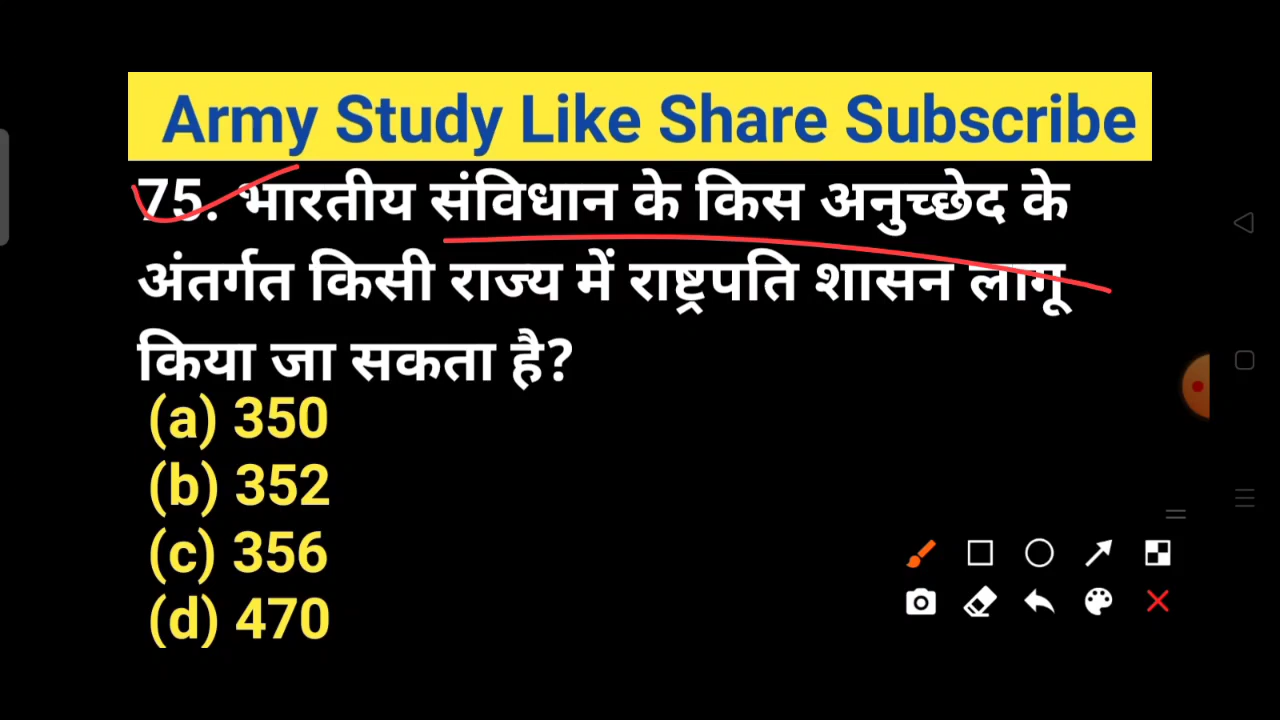 Army Study Like Share Subscribe
75. भारतीय संविधान के किस अनुच्छेद के
अंतर्गत किसी राज्य में राष्ट्रपति शासन लागू
किया जा सकता है?
(a) 350
(b) 352
(c) 356
(d) 470